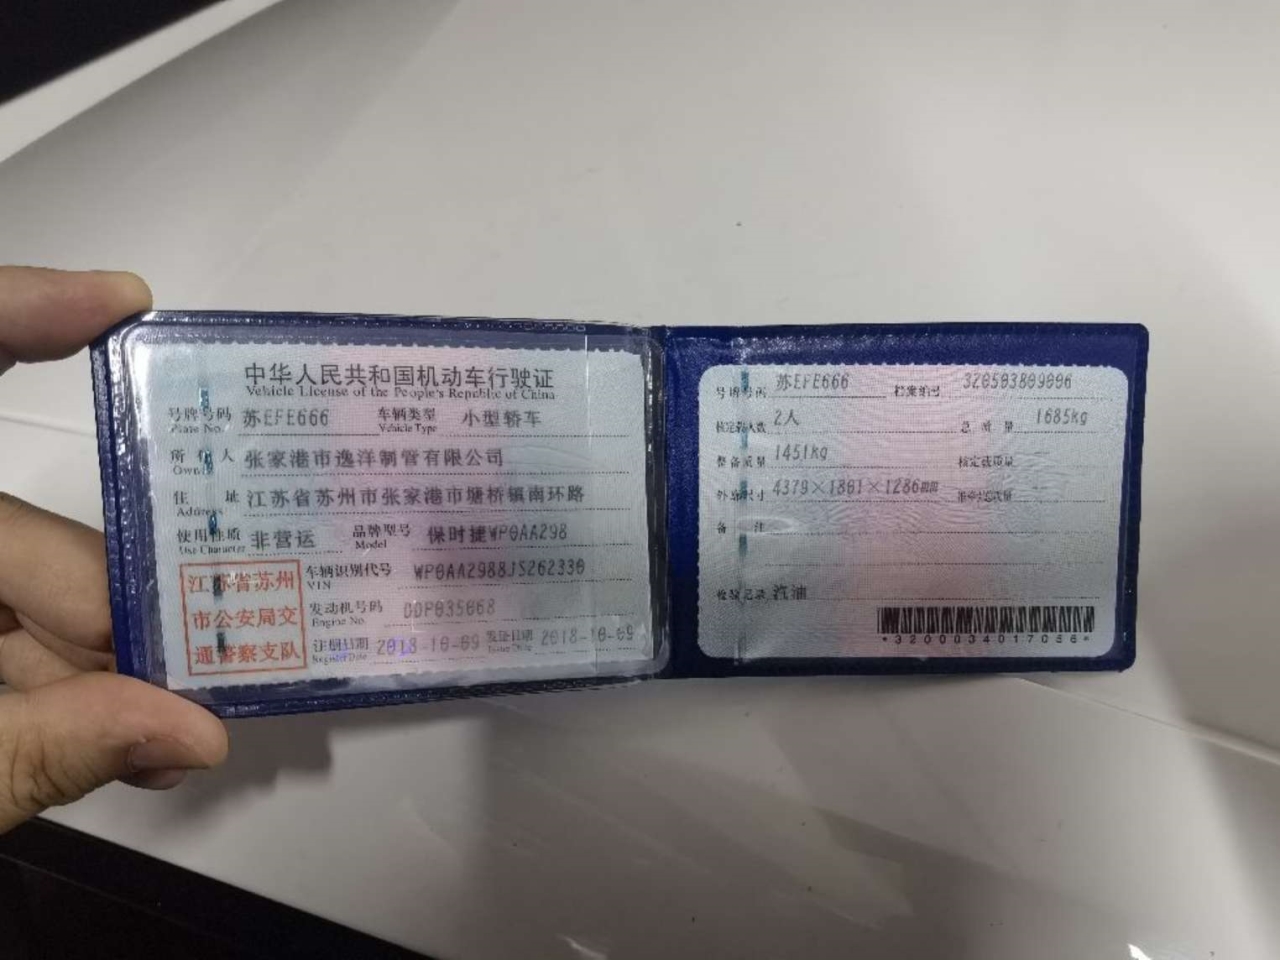 中华人民共和国机动车行驶证
Vehicle License of the People's Republic of China
号牌号码 苏EFE666 车辆类型 小型轿车
Plate No. Vehicle Type
所有人 张家港市逸洋制管有限公司
Owner
住 址 江苏省苏州市张家港市塘桥镇南环路
Address
使用性质 非营运 品牌型号 保时捷WP0AA298
Use Character Model
江苏省苏州
市公安局交
通警察支队
车辆识别代号 WP0AA2988JS262330
VIN
发动机号码 DDP035068
Engine No.
注册日期 2018-10-09 发证日期 2018-10-09
Register Date Issue Date
号牌号码 苏EFE666 档案编号 320503809006
核定载人数 2人 总 质 量 1685kg
整备质量 1451kg 核定载质量
外廓尺寸 4379×1801×1286mm 准牵引总质量
备 注
检验记录 汽油
*3200034017056*